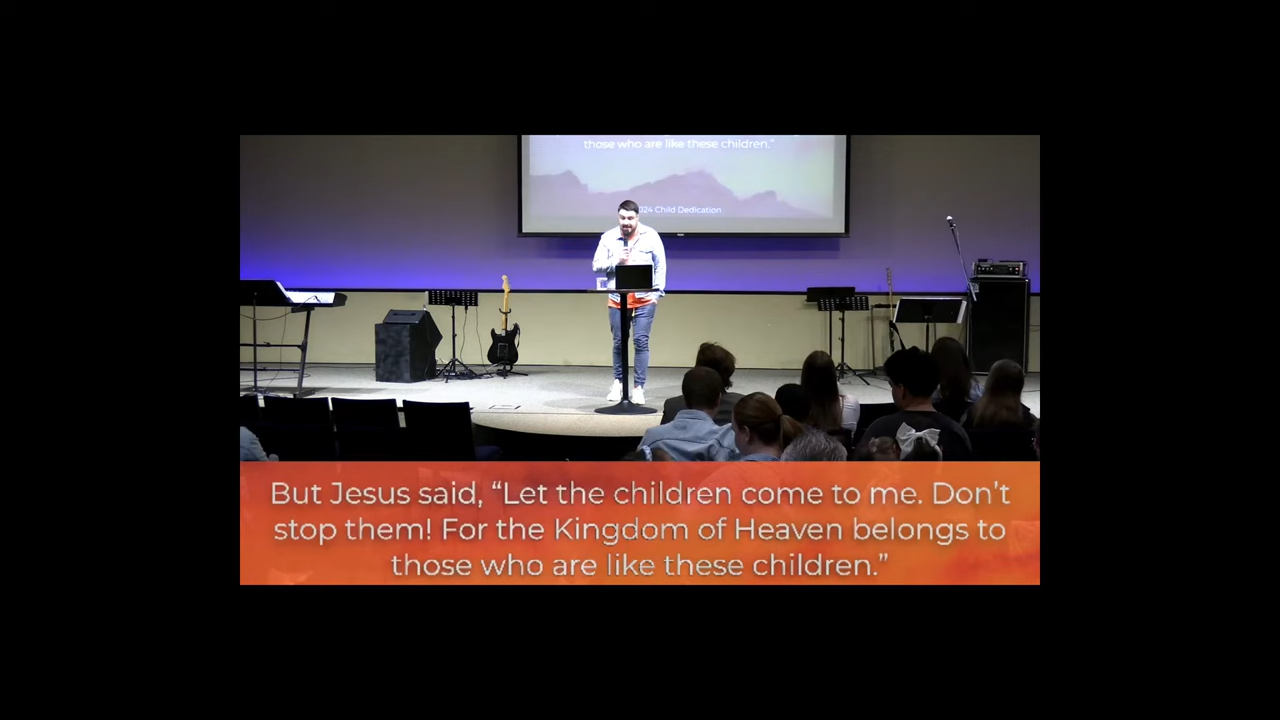 those who are like these children.”
024 Child Dedication
But Jesus said, “Let the children come to me. Don’t
stop them! For the Kingdom of Heaven belongs to
those who are like these children.”